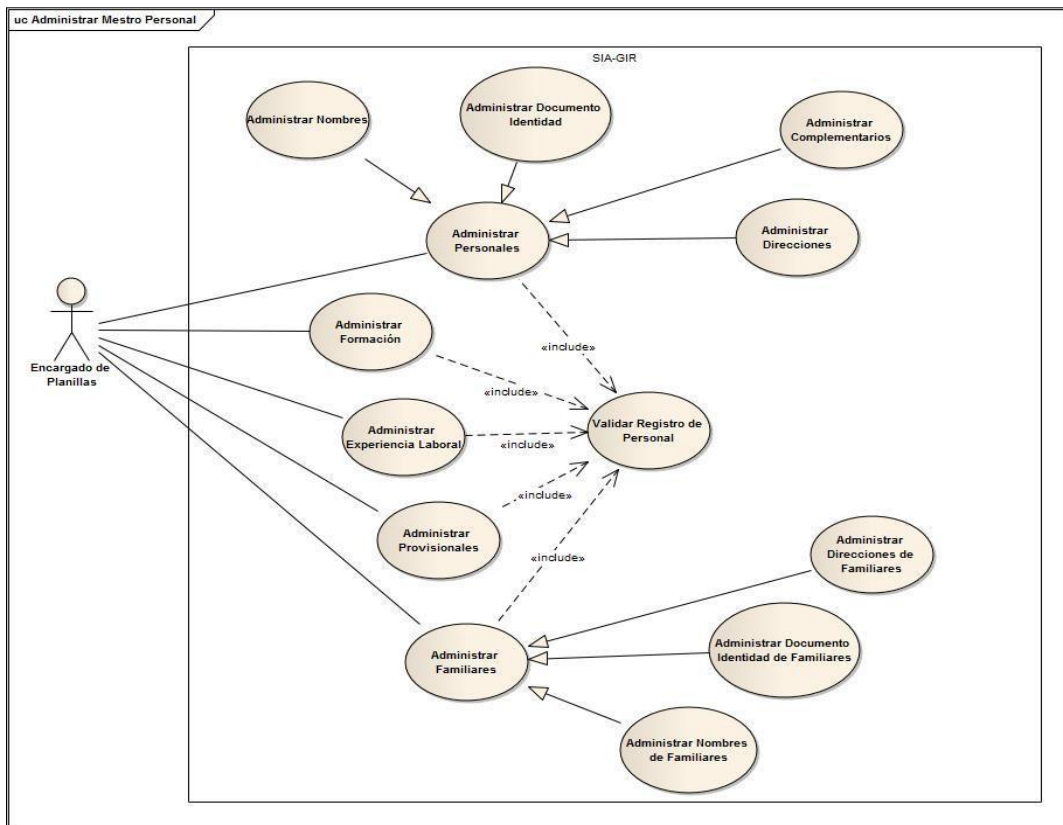 uc Administrar Mestro Personal
SIA-GIR
Administrar Nombres
Administrar Documento
Identidad
Administrar
Complementarios
Administrar
Personales
Administrar
Direcciones
Encargado de
Planillas
Administrar
Formación
«include»
«include»
Administrar
Experiencia Laboral
«include»
Validar Registro de
Personal
Administrar
Provisionales
«include»
«include»
Administrar
Direcciones de
Familiares
Administrar
Familiares
Administrar Documento
Identidad de Familiares
Administrar Nombres
de Familiares